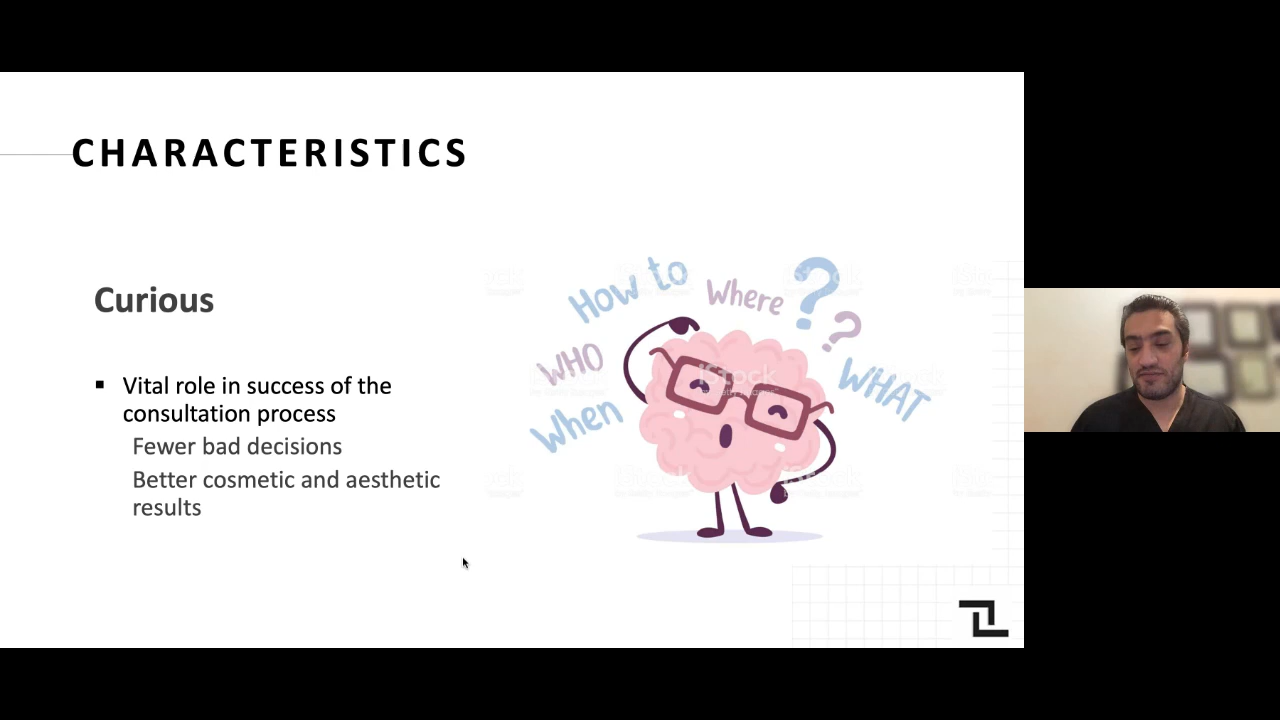 CHARACTERISTICS
Curious
Vital role in success of the
consultation process
Fewer bad decisions
Better cosmetic and aesthetic
results
How to
Where
??
WHO
WHAT
When
iStock